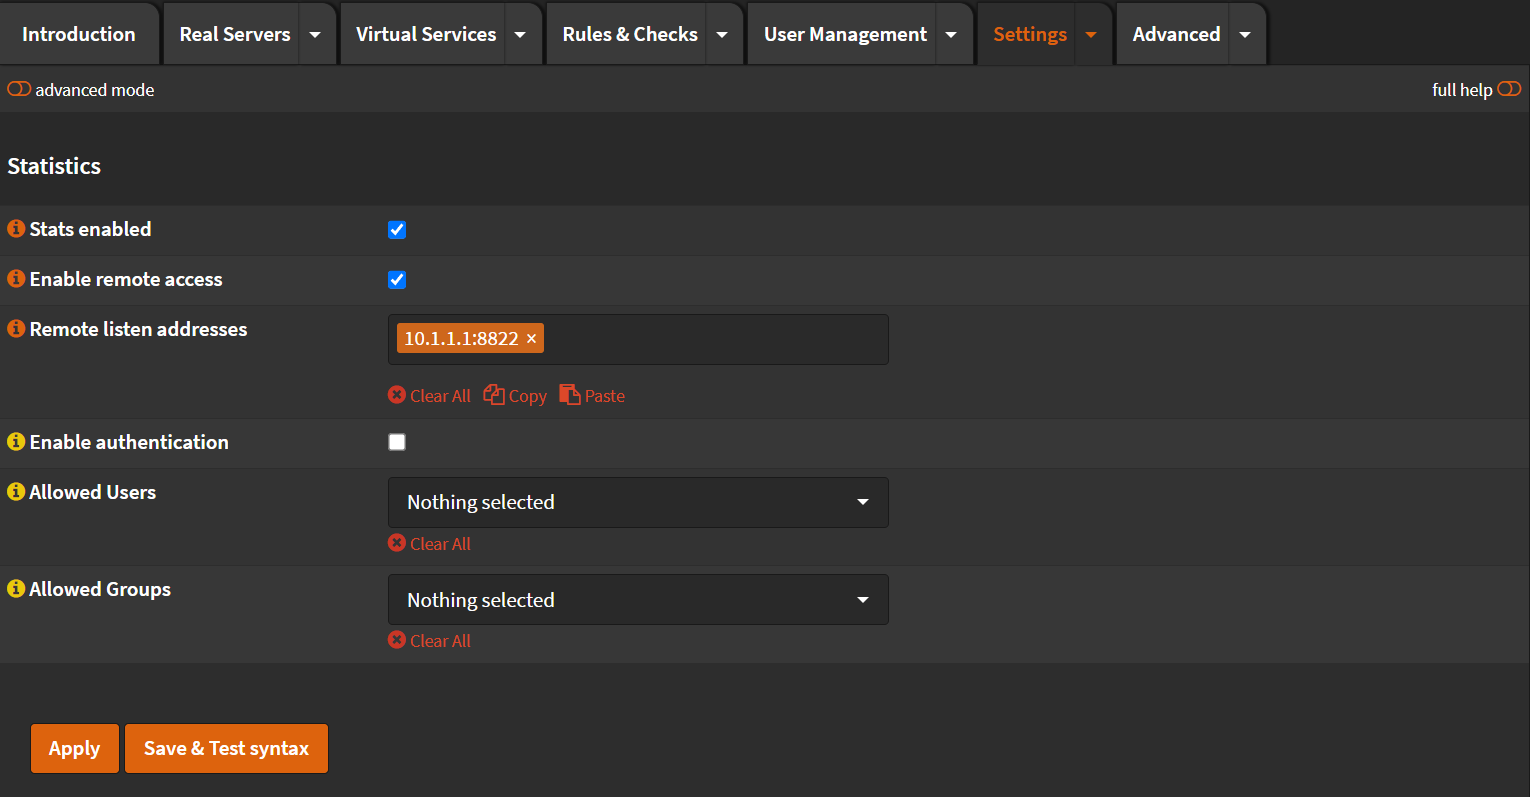 Introduction Real Servers Virtual Services Rules & Checks User Management Settings Advanced
advanced mode full help
Statistics
Stats enabled
Enable remote access
Remote listen addresses 10.1.1.1:8822 ×
Clear All Copy Paste
Enable authentication
Allowed Users Nothing selected
Clear All
Allowed Groups Nothing selected
Clear All
Apply Save & Test syntax